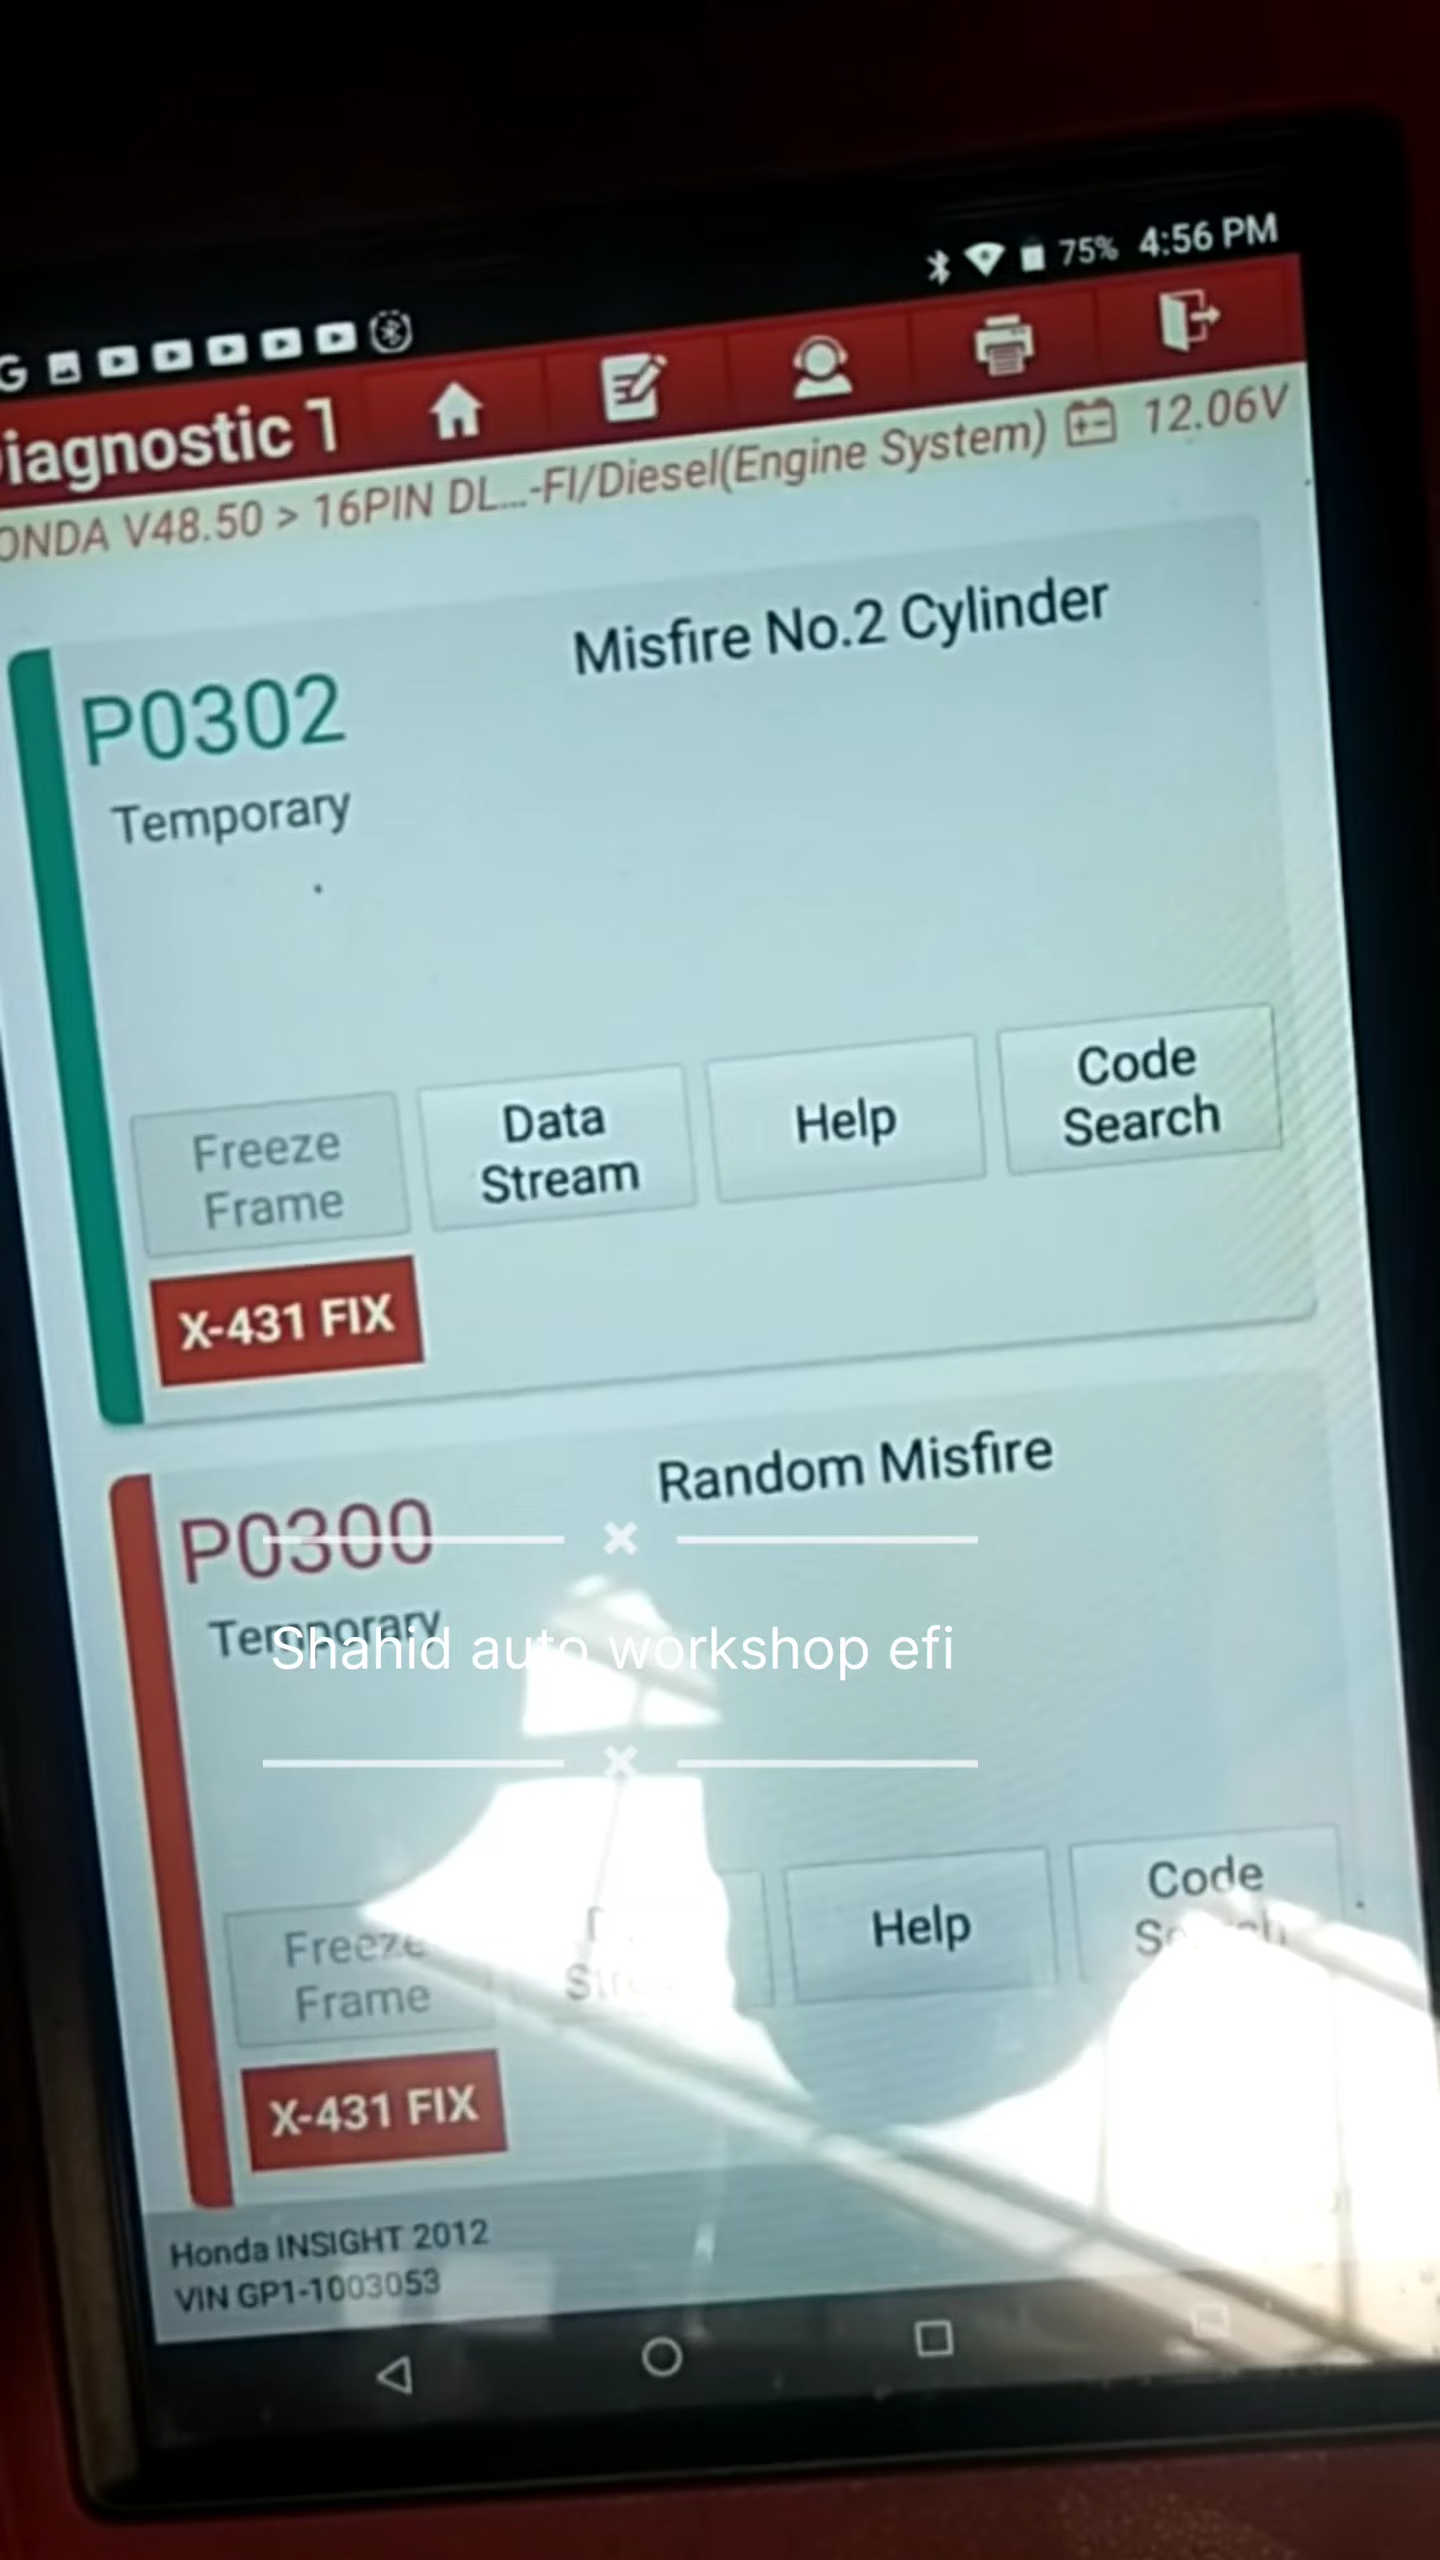 G
75% 4:56 PM
iagnostic 1
ONDA V48.50 > 16PIN DL...-FI/Diesel(Engine System) 12.06V
P0302
Misfire No.2 Cylinder
Temporary
Freeze
Frame
Data
Stream
Help
Code
Search
X-431 FIX
P0300
Random Misfire
Temporary
Shahid auto workshop efi
Freeze
Frame
Help
Code
X-431 FIX
Honda INSIGHT 2012
VIN GP1-1003053